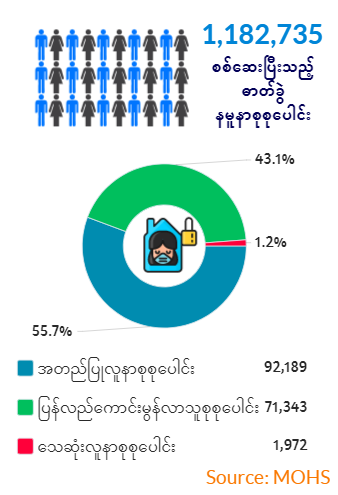 1,182,735
စစ်ဆေးပြီးသည့်
ဓာတ်ခွဲ
နမူနာစုစုပေါင်း
43.1%
1.2%
55.7%
အတည်ပြုလူနာစုစုပေါင်း 92,189
ပြန်လည်ကောင်းမွန်လာသူစုစုပေါင်း 71,343
သေဆုံးလူနာစုစုပေါင်း 1,972
Source: MOHS